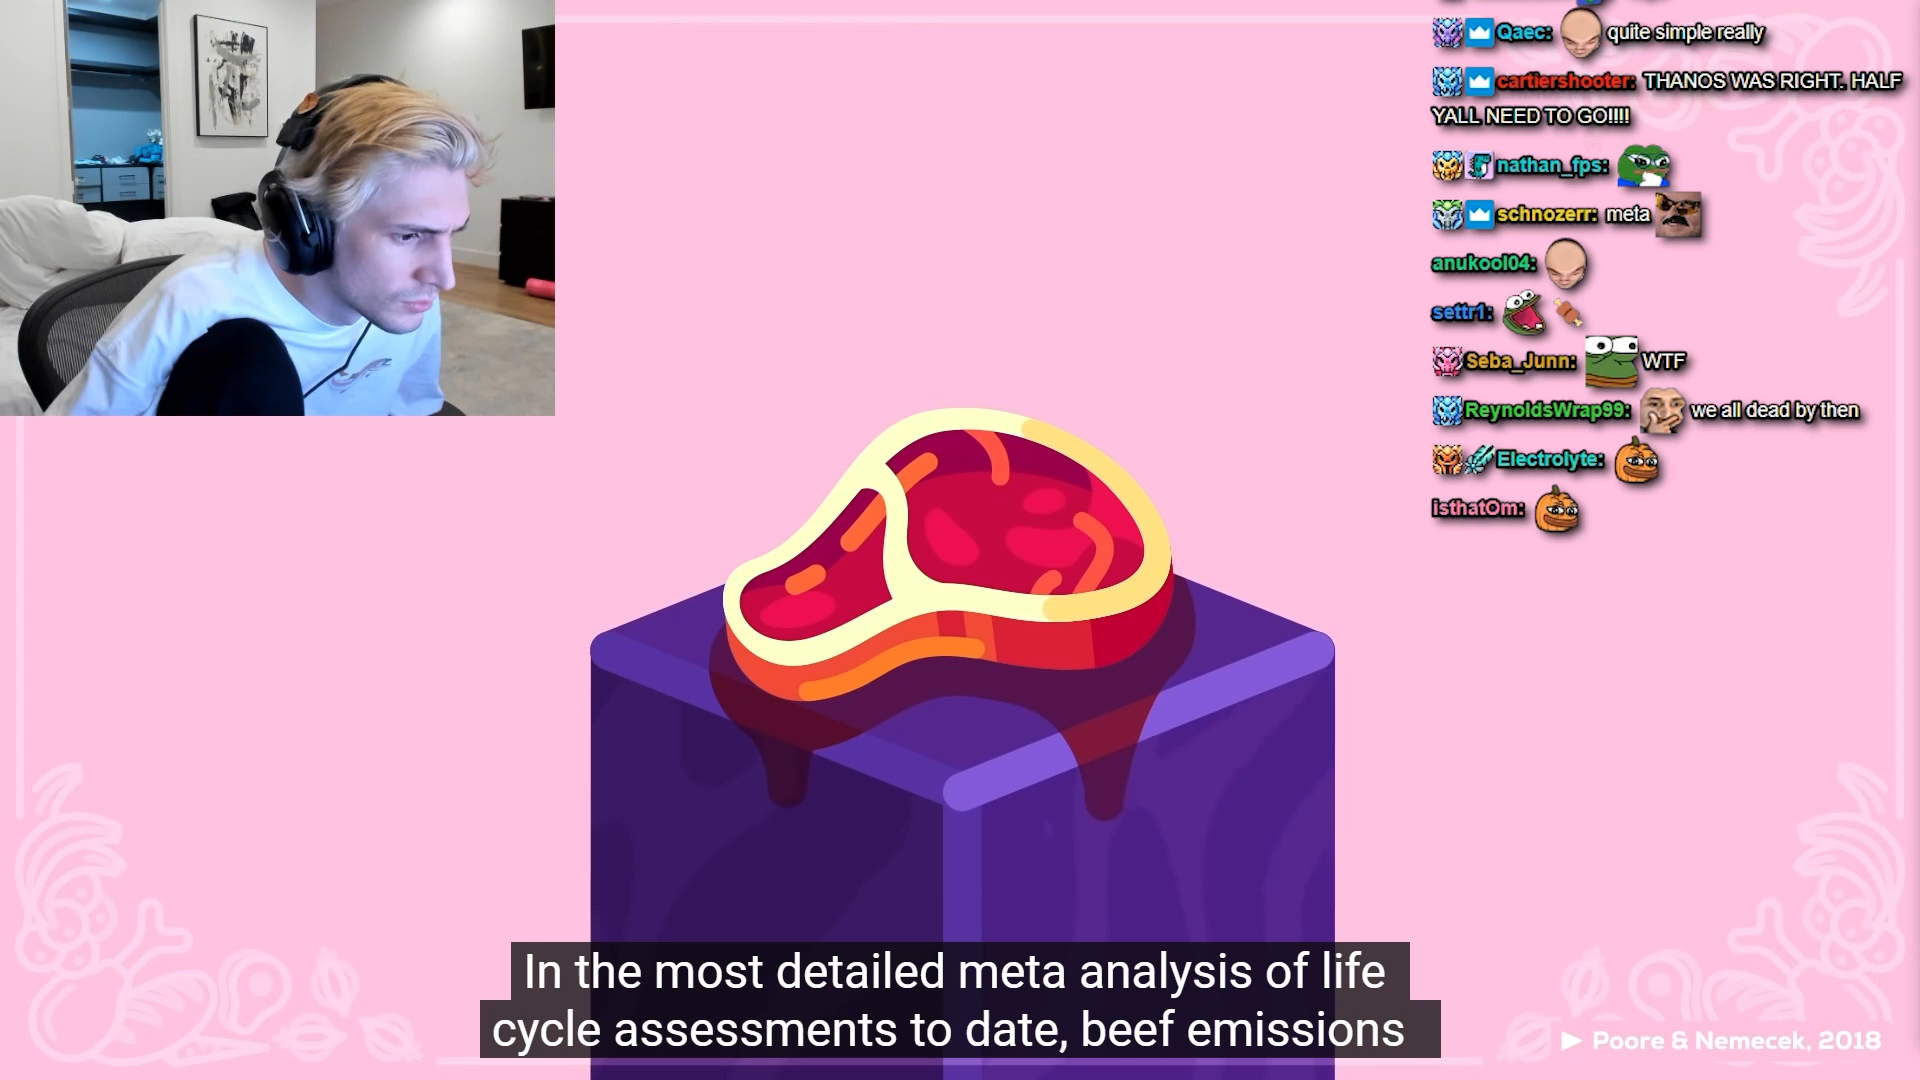 Qaec: quite simple really
cartiershooter: THANOS WAS RIGHT. HALF
YALL NEED TO GO!!!!
nathan_fps:
schnozerr: meta
anukool04:
settr1:
Seba_Junn: WTF
ReynoldsWrap99: we all dead by then
Electrolyte:
isthatOm:
In the most detailed meta analysis of life
cycle assessments to date, beef emissions
Poore & Nemecek, 2018